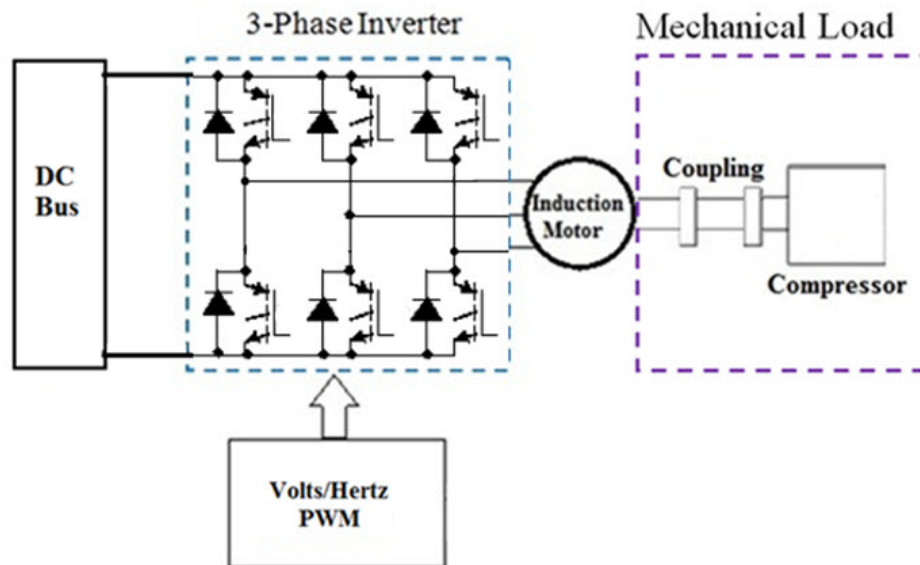 3-Phase Inverter
Mechanical Load
DC
Bus
Induction
Motor
Coupling
Compressor
Volts/Hertz
PWM